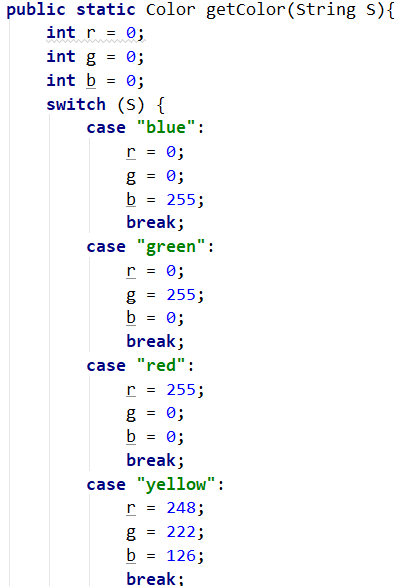 public static Color getColor(String S){
int r = 0;
int g = 0;
int b = 0;
switch (S) {
case "blue":
r = 0;
g = 0;
b = 255;
break;
case "green":
r = 0;
g = 255;
b = 0;
break;
case "red":
r = 255;
g = 0;
b = 0;
break;
case "yellow":
r = 248;
g = 222;
b = 126;
break;